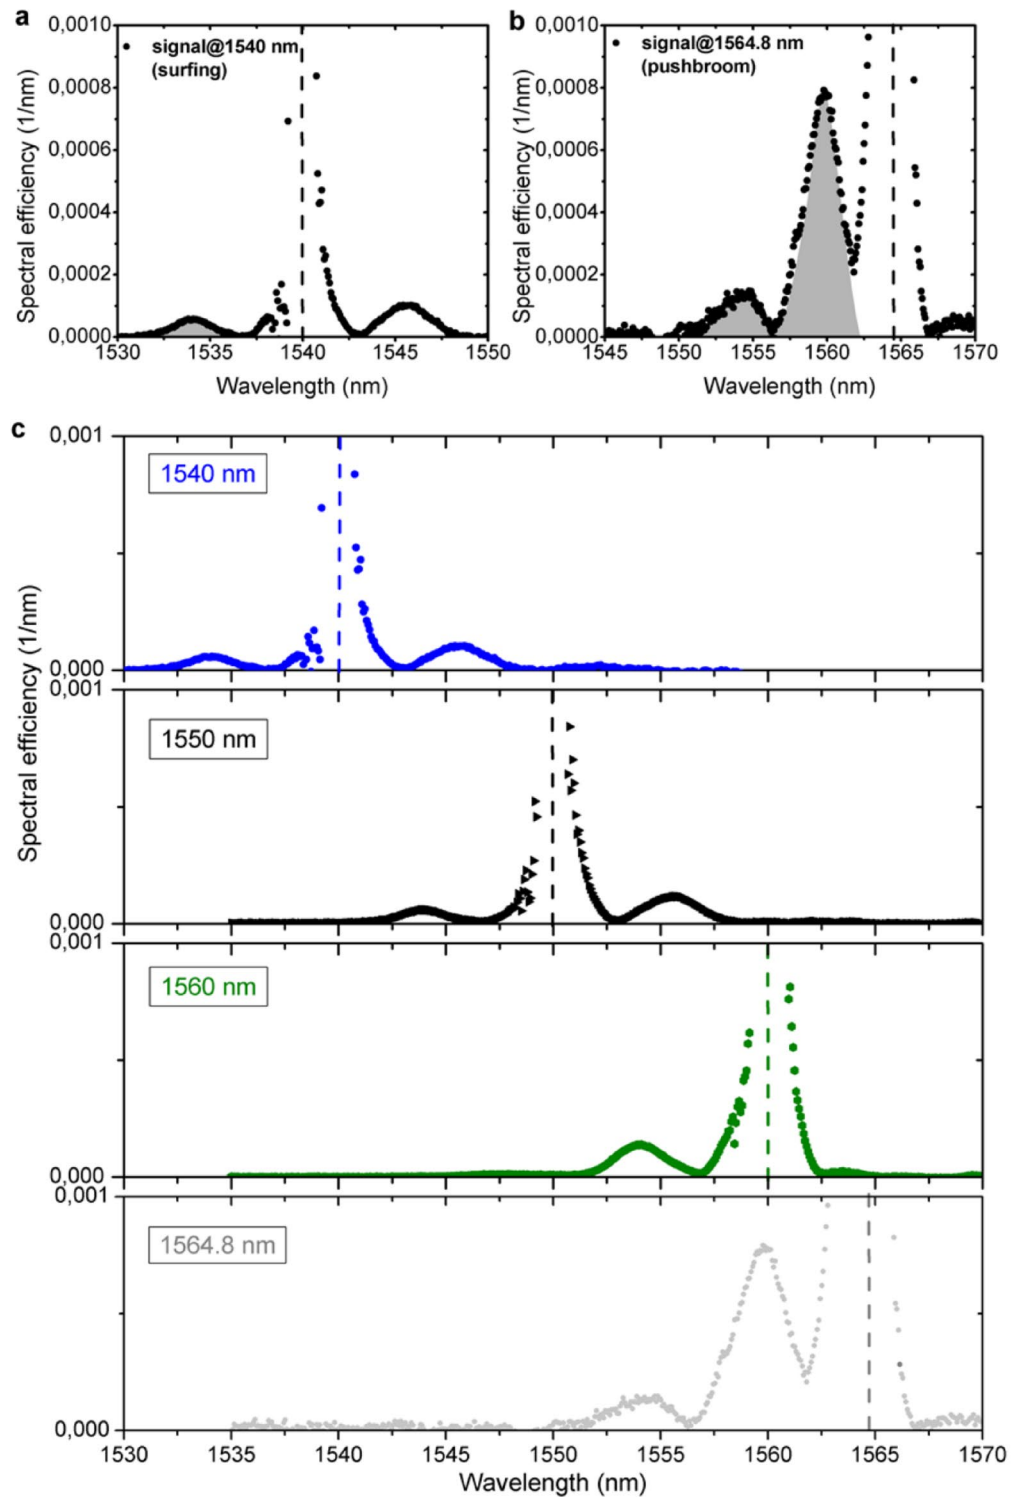 a
0,0010
0,0008
0,0006
0,0004
0,0002
0,0000
Spectral efficiency (1/nm)
signal@1540 nm
(surfing)
1530 1535 1540 1545 1550
Wavelength (nm)
b
0,0010
0,0008
0,0006
0,0004
0,0002
0,0000
Spectral efficiency (1/nm)
signal@1564.8 nm
(pushbroom)
1545 1550 1555 1560 1565 1570
Wavelength (nm)
c
Spectral efficiency (1/nm)
0,001
1540 nm
0,000
0,001
1550 nm
0,000
0,001
1560 nm
0,000
0,001
1564.8 nm
0,000
1530 1535 1540 1545 1550 1555 1560 1565 1570
Wavelength (nm)